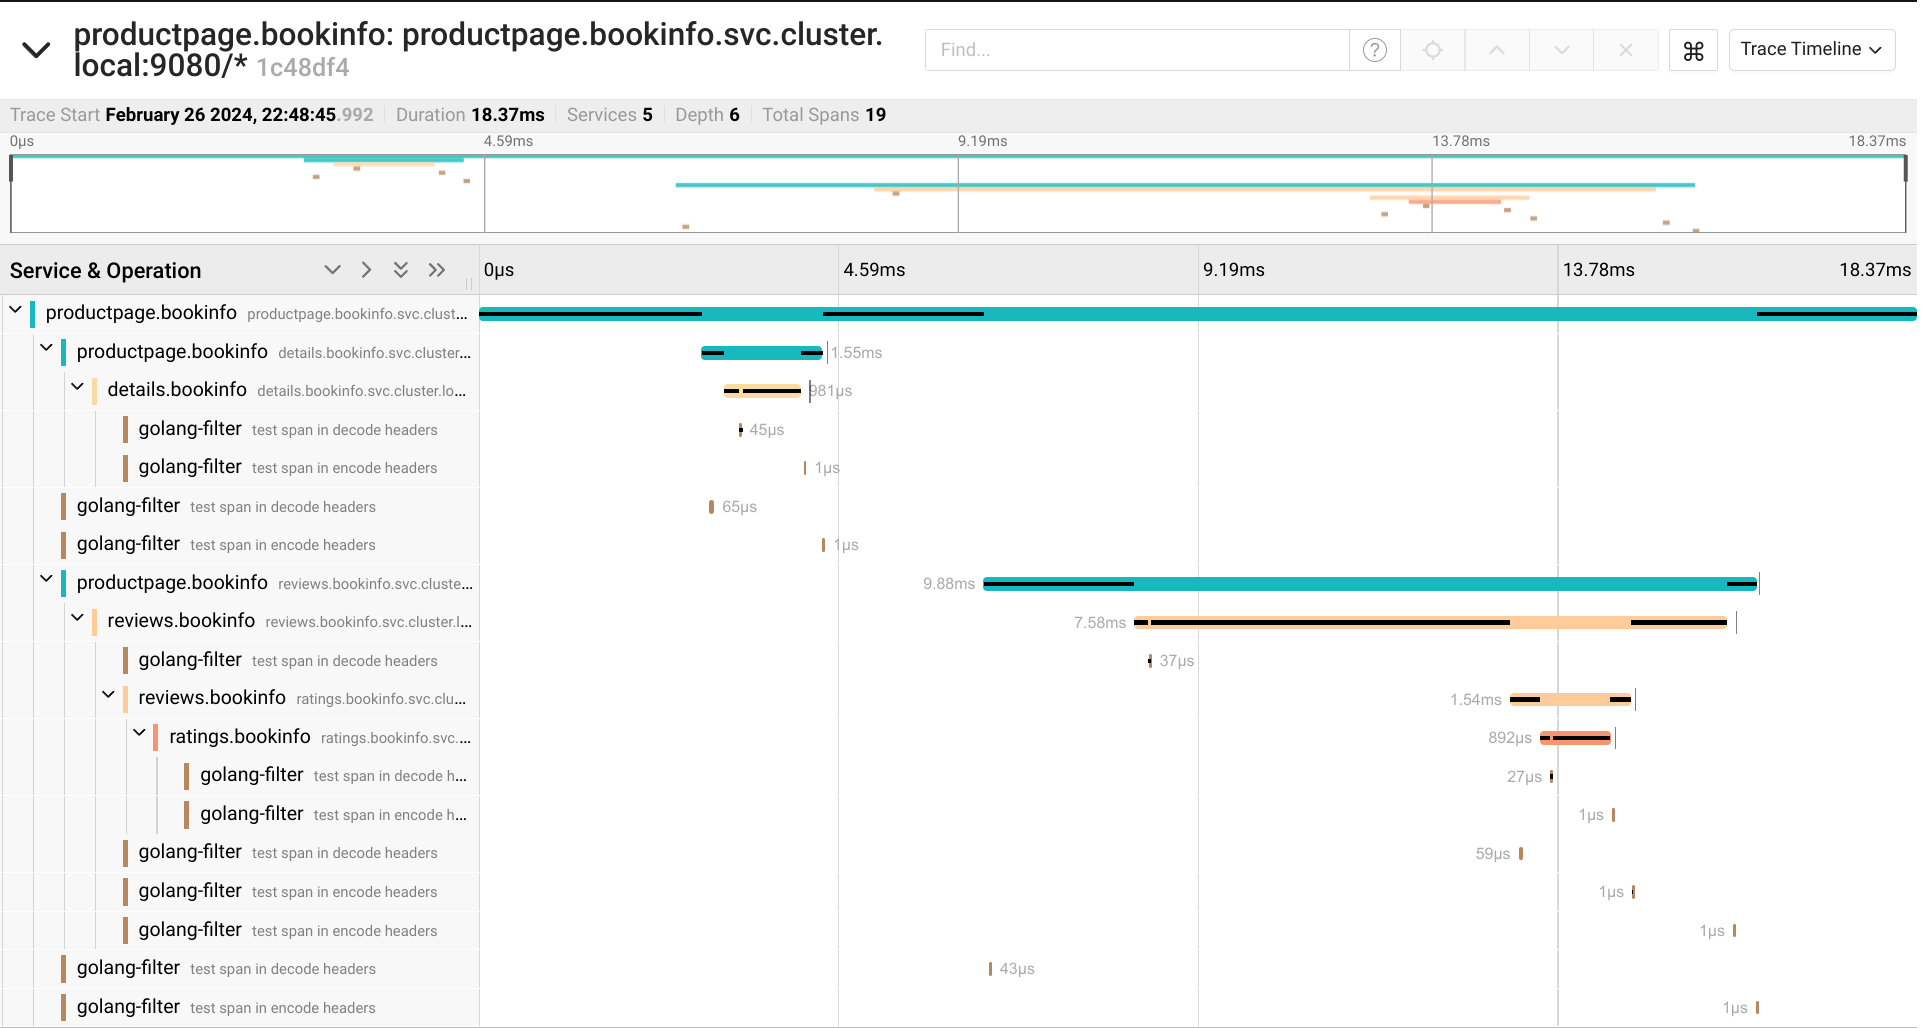 productpage.bookinfo: productpage.bookinfo.svc.cluster.
local:9080/* 1c48df4
Find...
Trace Timeline
Trace Start February 26 2024, 22:48:45.992 Duration 18.37ms Services 5 Depth 6 Total Spans 19
0μs 4.59ms 9.19ms 13.78ms 18.37ms
Service & Operation 0μs 4.59ms 9.19ms 13.78ms 18.37ms
productpage.bookinfo productpage.bookinfo.svc.clust...
productpage.bookinfo details.bookinfo.svc.cluster... 1.55ms
details.bookinfo details.bookinfo.svc.cluster.lo... 981μs
golang-filter test span in decode headers 45μs
golang-filter test span in encode headers 1μs
golang-filter test span in decode headers 65μs
golang-filter test span in encode headers 1μs
productpage.bookinfo reviews.bookinfo.svc.cluste... 9.88ms
reviews.bookinfo reviews.bookinfo.svc.cluster.l... 7.58ms
golang-filter test span in decode headers 37μs
reviews.bookinfo ratings.bookinfo.svc.clu... 1.54ms
ratings.bookinfo ratings.bookinfo.svc.... 892μs
golang-filter test span in decode h... 27μs
golang-filter test span in encode h... 1μs
golang-filter test span in decode headers 59μs
golang-filter test span in encode headers 1μs
golang-filter test span in encode headers 1μs
golang-filter test span in decode headers 43μs
golang-filter test span in encode headers 1μs